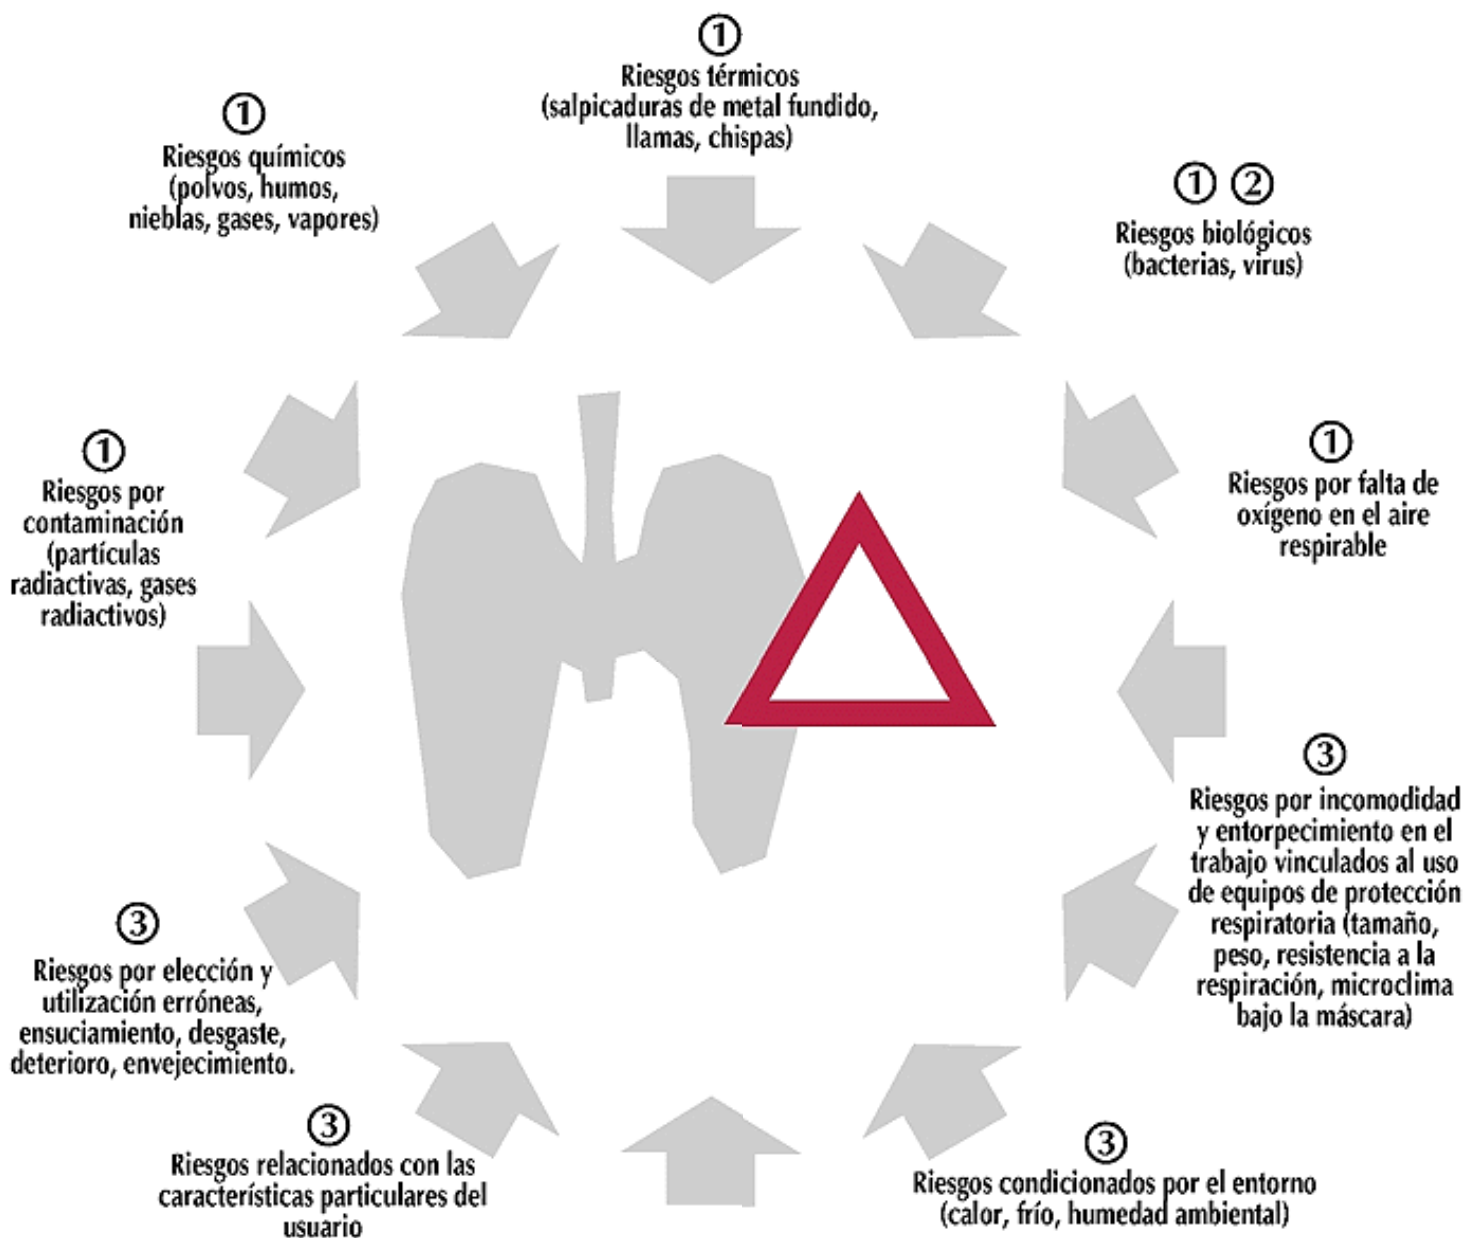 ①
Riesgos térmicos
(salpicaduras de metal fundido,
llamas, chispas)
①
Riesgos químicos
(polvos, humos,
nieblas, gases, vapores)
① ②
Riesgos biológicos
(bacterias, virus)
①
Riesgos por
contaminación
(partículas
radiactivas, gases
radiactivos)
①
Riesgos por falta de
oxígeno en el aire
respirable
③
Riesgos por incomodidad
y entorpecimiento en el
trabajo vinculados al uso
de equipos de protección
respiratoria (tamaño,
peso, resistencia a la
respiración, microclima
bajo la máscara)
③
Riesgos por elección y
utilización erróneas,
ensuciamiento, desgaste,
deterioro, envejecimiento.
③
Riesgos relacionados con las
características particulares del
usuario
③
Riesgos condicionados por el entorno
(calor, frío, humedad ambiental)